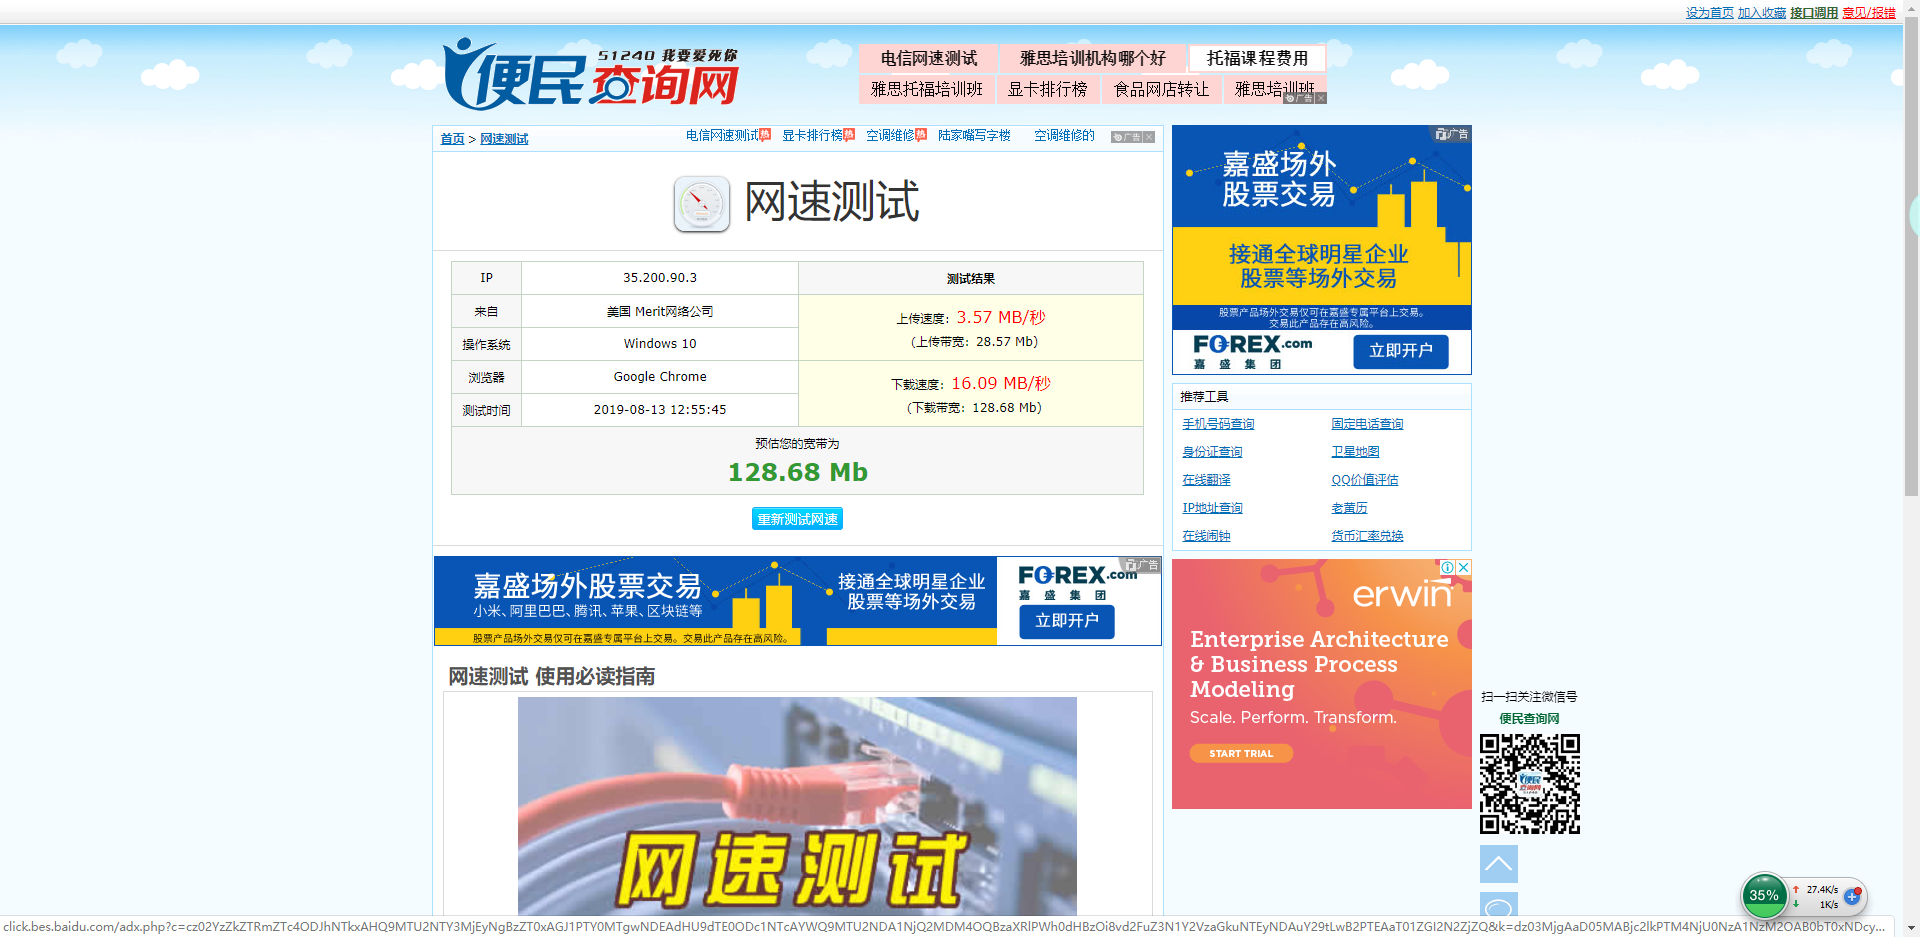 设为首页 加入收藏 接口调用 意见/报错
51240 我要爱死你
便民查询网
电信网速测试 雅思培训机构哪个好 托福课程费用
雅思托福培训班 显卡排行榜 食品网店转让 雅思培训班
广告
首页 > 网速测试 电信网速测试热 显卡排行榜热 空调维修热 陆家嘴写字楼 空调维修的 广告
网速测试
IP 35.200.90.3 测试结果
来自 美国 Merit网络公司
上传速度：3.57 MB/秒
(上传带宽：28.57 Mb)
操作系统 Windows 10
浏览器 Google Chrome
下载速度：16.09 MB/秒
(下载带宽：128.68 Mb)
测试时间 2019-08-13 12:55:45
预估您的宽带为
128.68 Mb
重新测试网速
嘉盛场外股票交易
小米、阿里巴巴、腾讯、苹果、区块链等
股票产品场外交易仅可在嘉盛专属平台上交易。交易此产品存在高风险。
接通全球明星企业
股票等场外交易
广告
FOREX.com
嘉盛集团
立即开户
网速测试 使用必读指南
网速测试
广告
嘉盛场外
股票交易
接通全球明星企业
股票等场外交易
股票产品场外交易仅可在嘉盛专属平台上交易。
交易此产品存在高风险。
FOREX.com
嘉盛集团
立即开户
推荐工具
手机号码查询 固定电话查询
身份证查询 卫星地图
在线翻译 QQ价值评估
IP地址查询 老黄历
在线闹钟 货币汇率兑换
erwin
Enterprise Architecture
& Business Process
Modeling
Scale. Perform. Transform.
START TRIAL
扫一扫关注微信号
便民查询网
35%
27.4K/s
1K/s